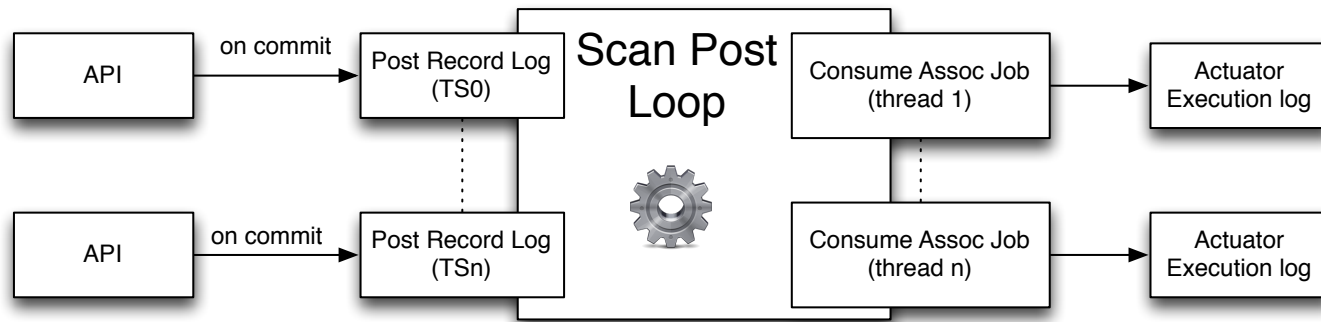 API
on commit
Post Record Log
(TS0)
Scan Post
Loop
Consume Assoc Job
(thread 1)
Actuator
Execution log
API
on commit
Post Record Log
(TSn)
Consume Assoc Job
(thread n)
Actuator
Execution log